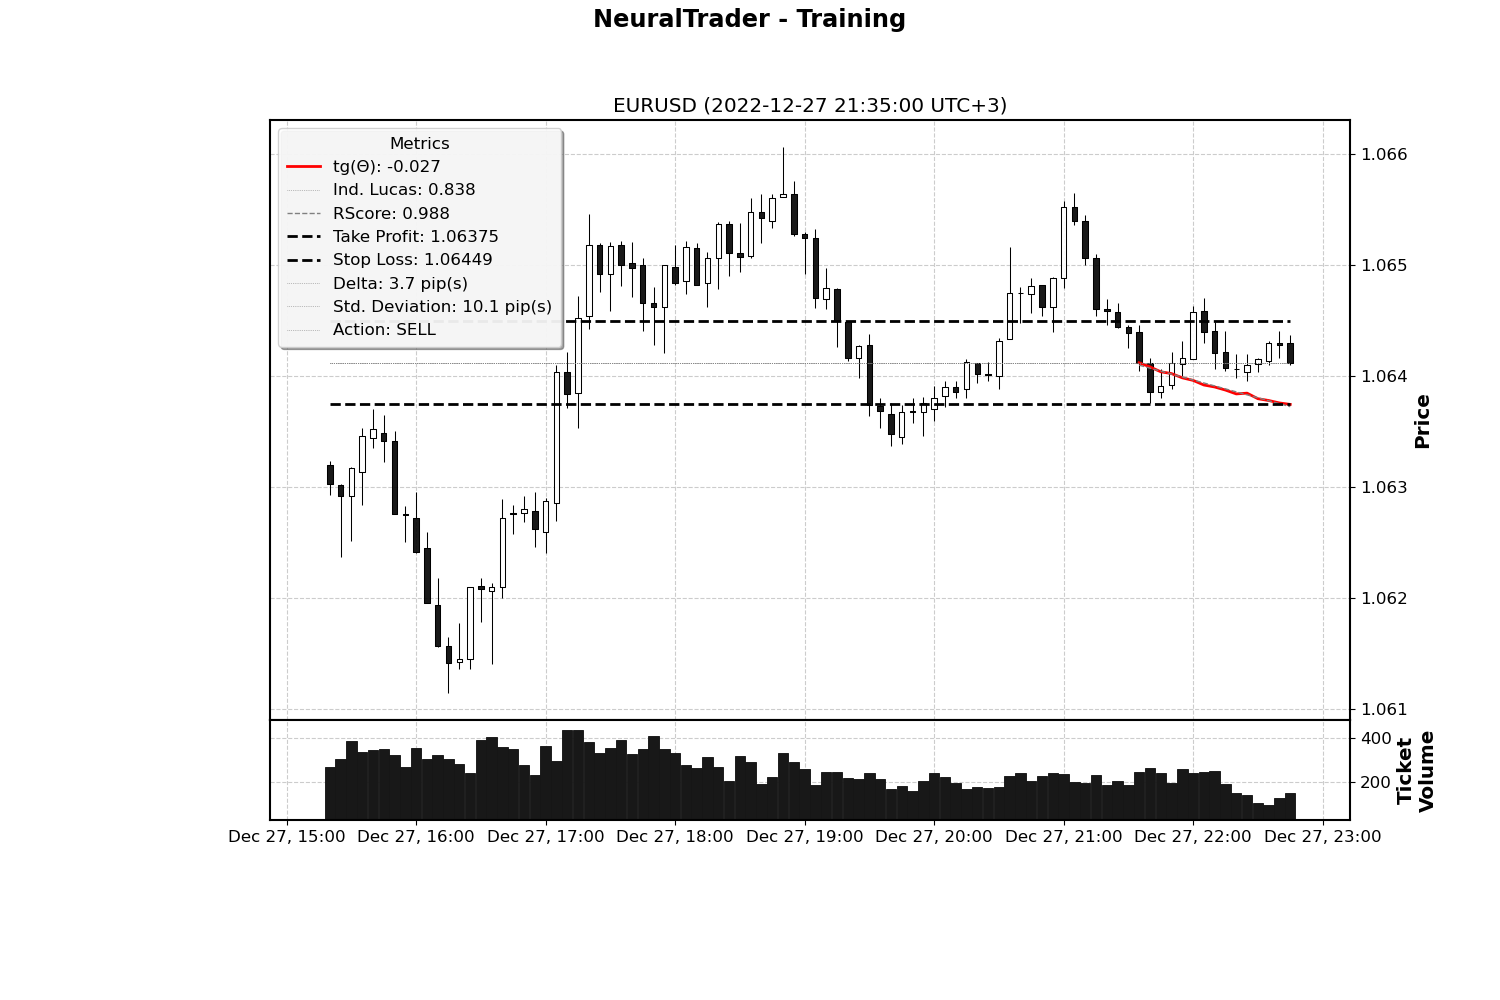 NeuralTrader - Training
EURUSD (2022-12-27 21:35:00 UTC+3)
Metrics
tg(Θ): -0.027
Ind. Lucas: 0.838
RScore: 0.988
Take Profit: 1.06375
Stop Loss: 1.06449
Delta: 3.7 pip(s)
Std. Deviation: 10.1 pip(s)
Action: SELL
1.066
1.065
1.064
1.063
1.062
1.061
Price
400
200
Ticket
Volume
Dec 27, 15:00
Dec 27, 16:00
Dec 27, 17:00
Dec 27, 18:00
Dec 27, 19:00
Dec 27, 20:00
Dec 27, 21:00
Dec 27, 22:00
Dec 27, 23:00